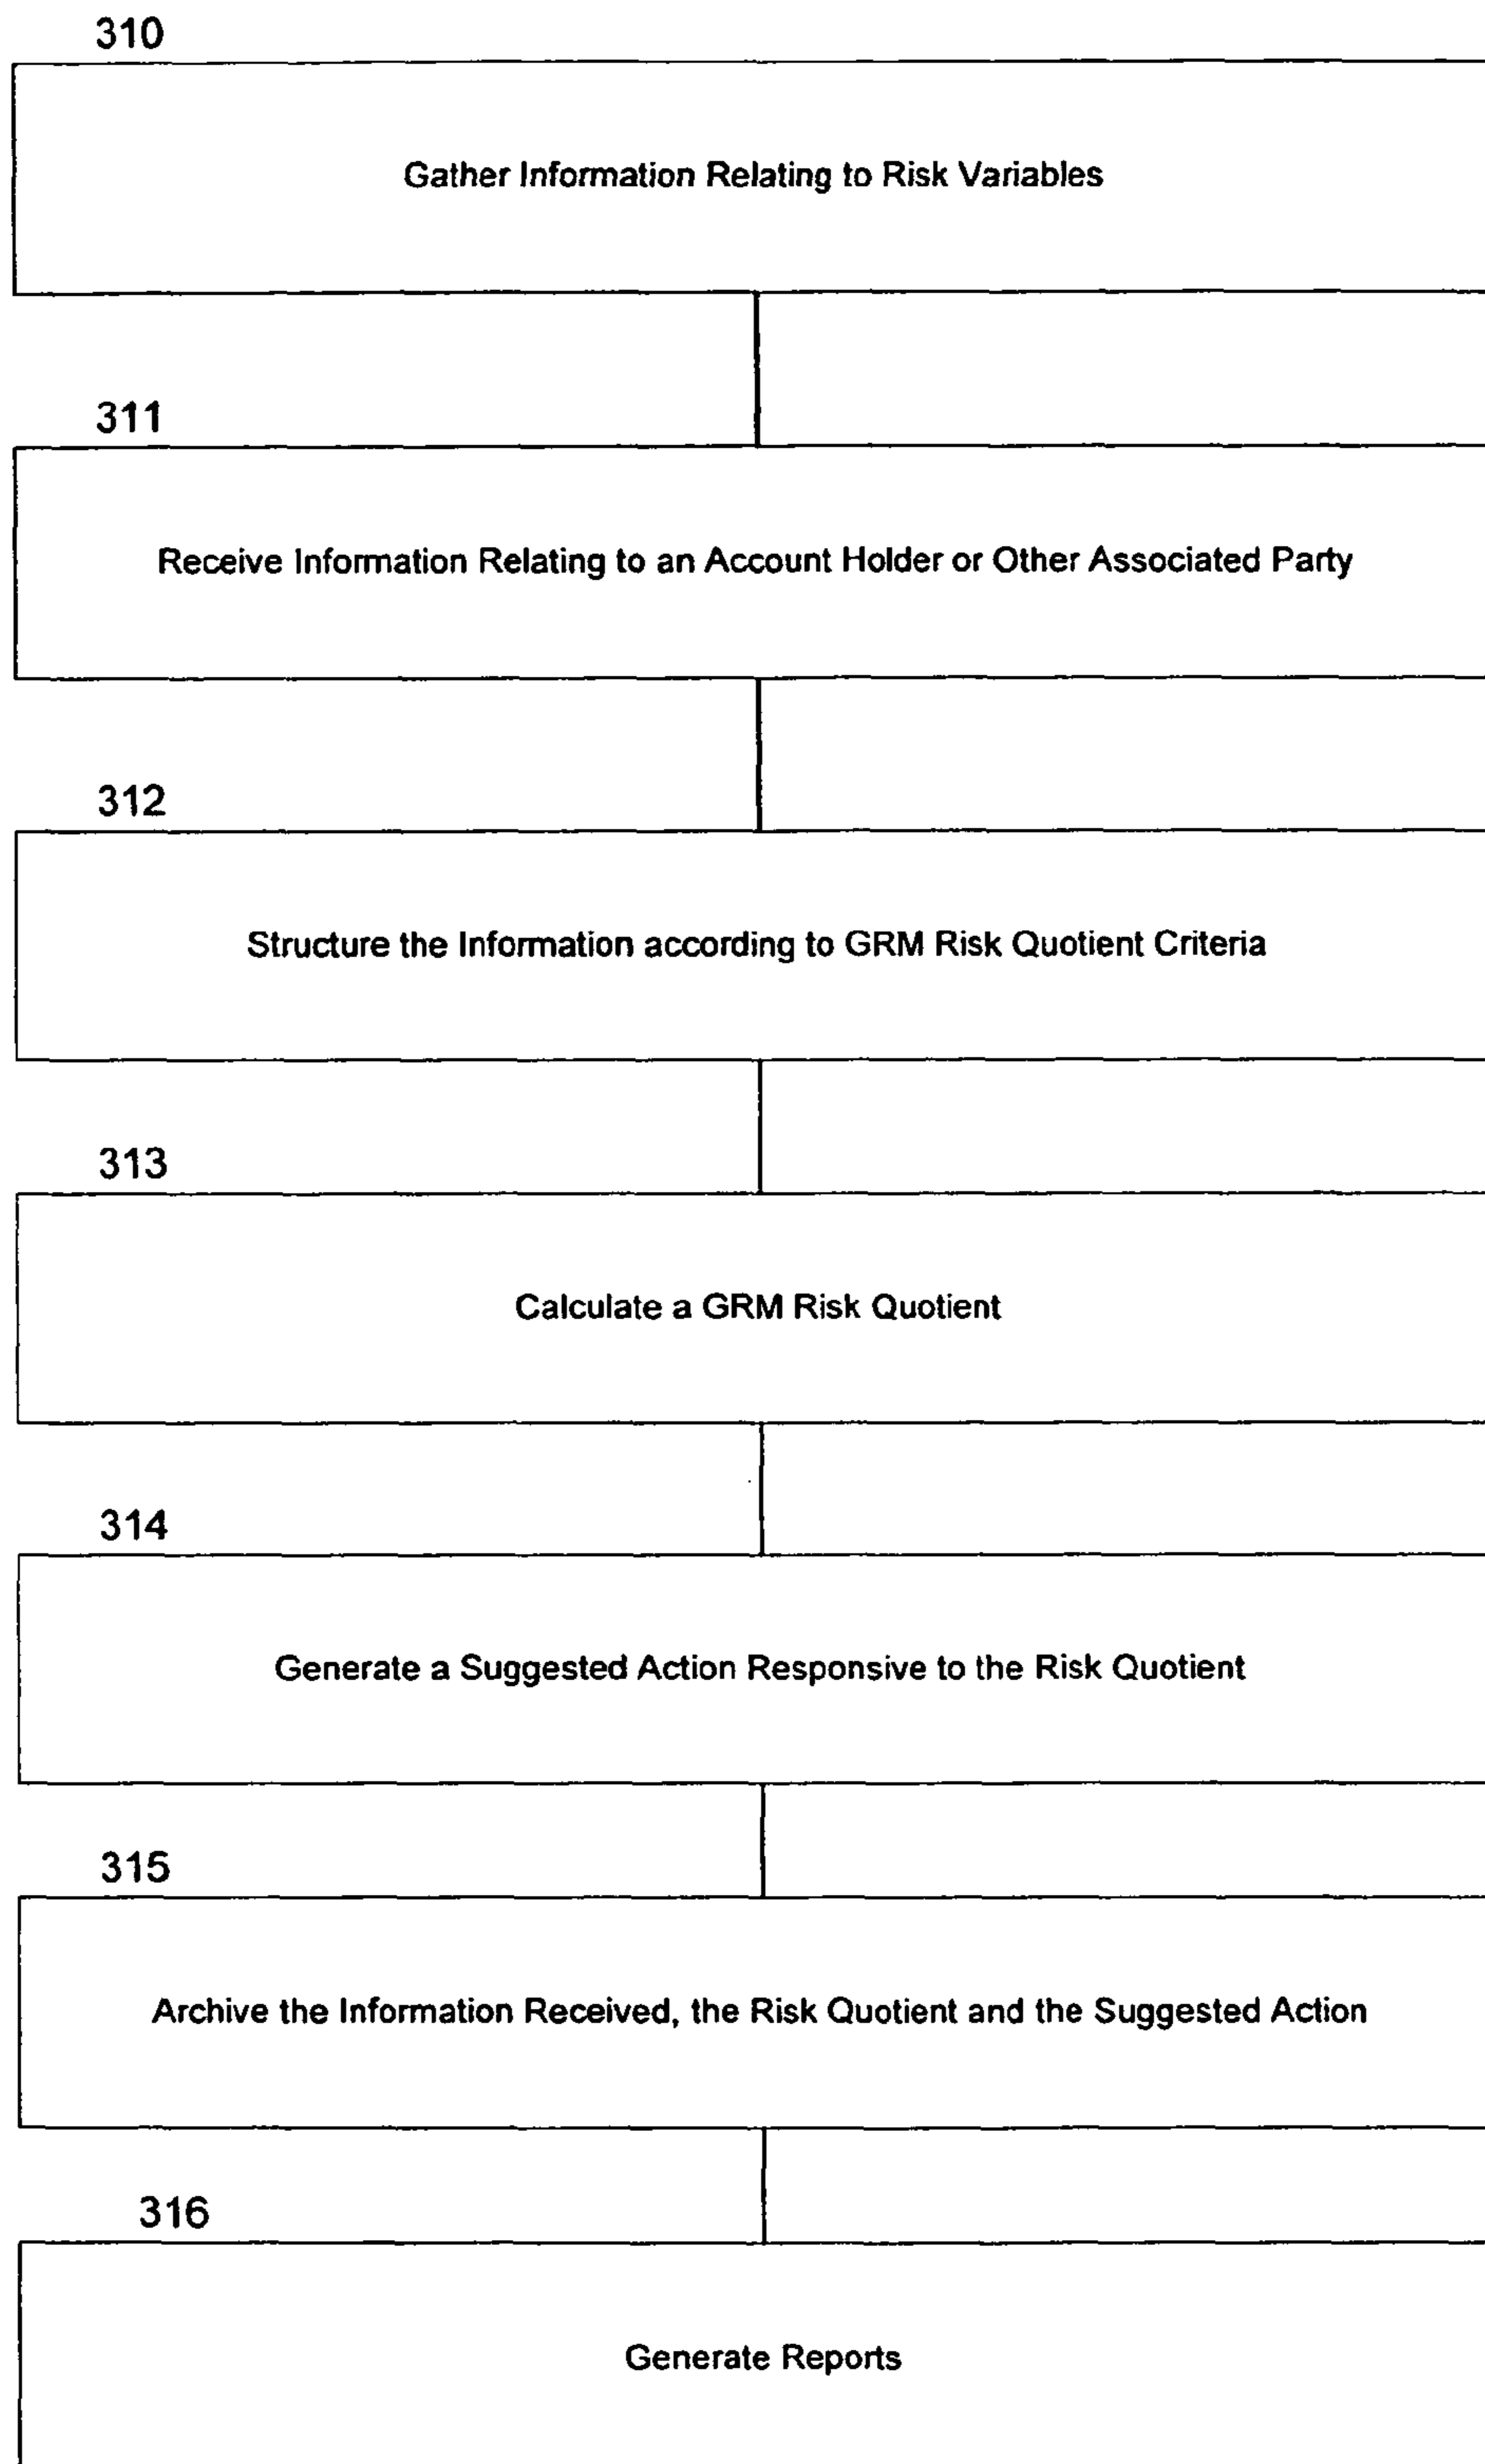 310
Gather Information Relating to Risk Variables
311
Receive Information Relating to an Account Holder or Other Associated Party
312
Structure the Information according to GRM Risk Quotient Criteria
313
Calculate a GRM Risk Quotient
314
Generate a Suggested Action Responsive to the Risk Quotient
315
Archive the Information Received, the Risk Quotient and the Suggested Action
316
Generate Reports